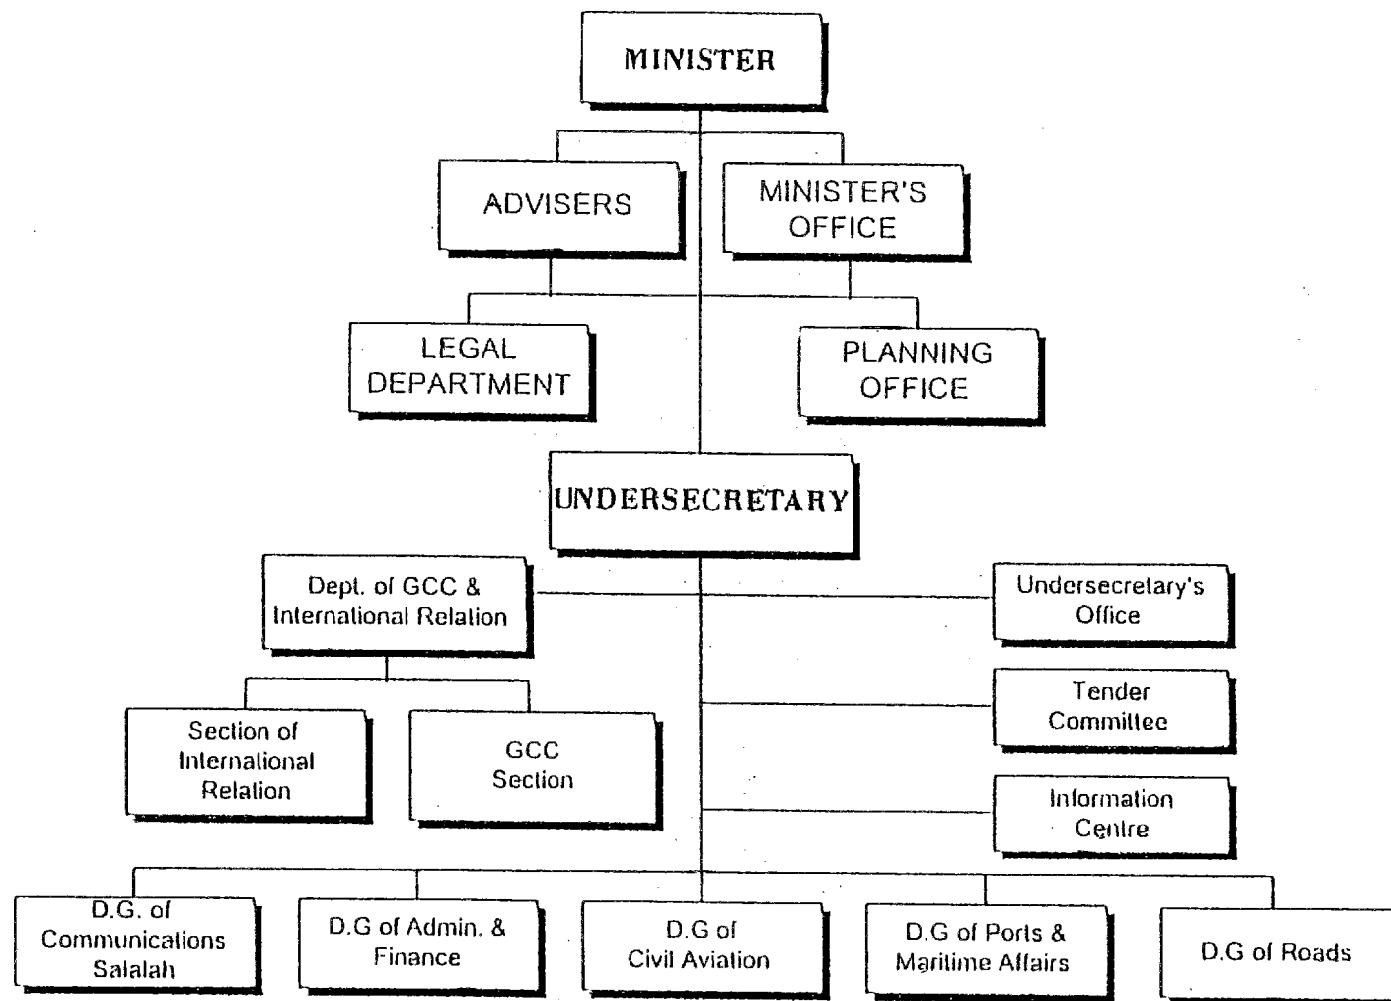 MINISTER
ADVISERS
MINISTER'S
OFFICE
LEGAL
DEPARTMENT
PLANNING
OFFICE
UNDERSECRETARY
Dept. of GCC &
International Relation
Undersecretary's
Office
Section of
International
Relation
GCC
Section
Tender
Committee
Information
Centre
D.G. of
Communications
Salalah
D.G of Admin. &
Finance
D.G of
Civil Aviation
D.G of Ports &
Maritime Affairs
D.G of Roads